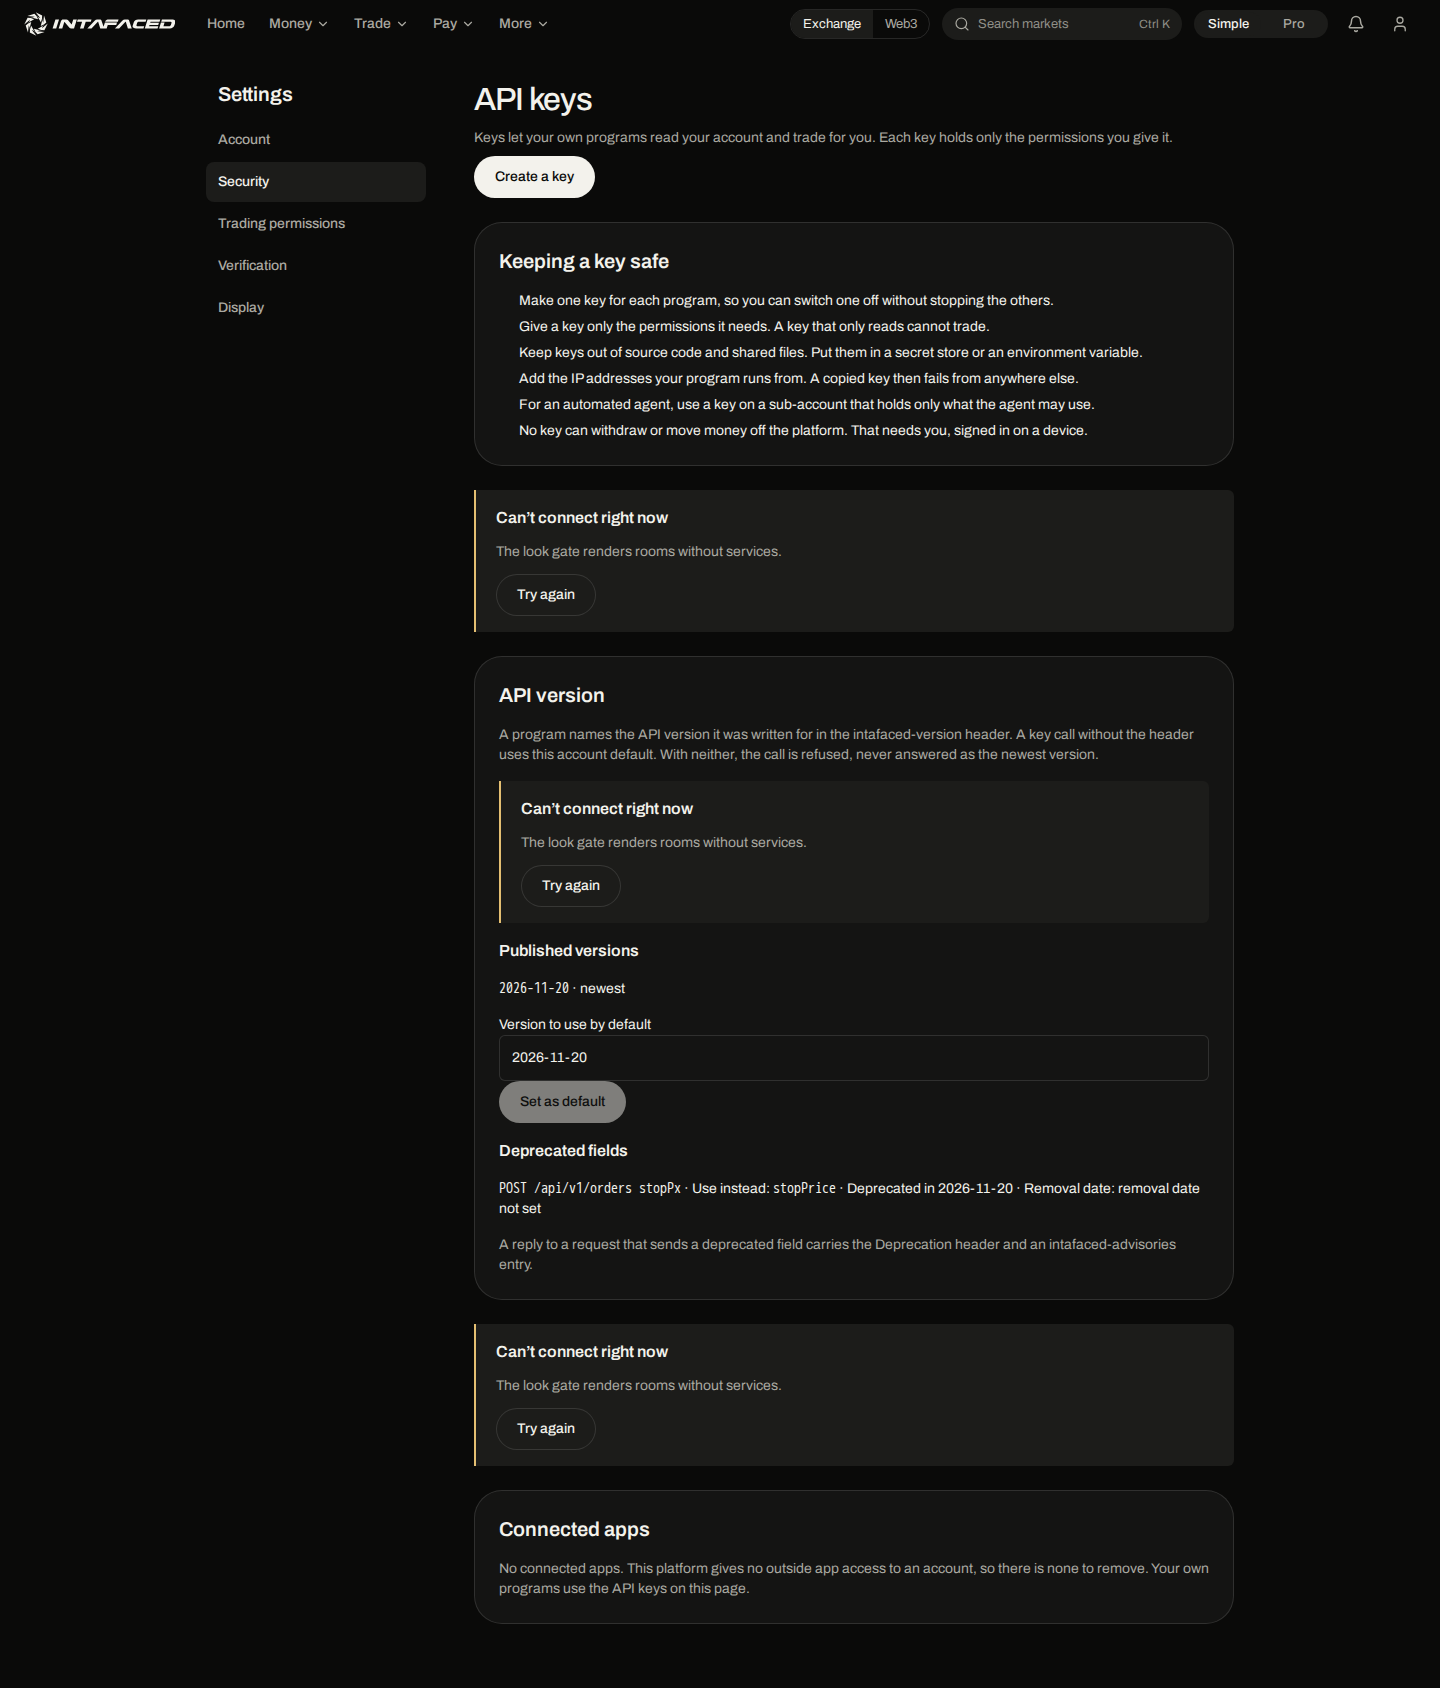 INTAFACED
Home
Money
Trade
Pay
More
Exchange
Web3
Search markets
Ctrl K
Simple
Pro
Settings
Account
Security
Trading permissions
Verification
Display
API keys
Keys let your own programs read your account and trade for you. Each key holds only the permissions you give it.
Create a key
Keeping a key safe
Make one key for each program, so you can switch one off without stopping the others.
Give a key only the permissions it needs. A key that only reads cannot trade.
Keep keys out of source code and shared files. Put them in a secret store or an environment variable.
Add the IP addresses your program runs from. A copied key then fails from anywhere else.
For an automated agent, use a key on a sub-account that holds only what the agent may use.
No key can withdraw or move money off the platform. That needs you, signed in on a device.
Can’t connect right now
The look gate renders rooms without services.
Try again
API version
A program names the API version it was written for in the intafaced-version header. A key call without the header
uses this account default. With neither, the call is refused, never answered as the newest version.
Can’t connect right now
The look gate renders rooms without services.
Try again
Published versions
2026-11-20 · newest
Version to use by default
2026-11-20
Set as default
Deprecated fields
POST /api/v1/orders stopPx · Use instead: stopPrice · Deprecated in 2026-11-20 · Removal date: removal date
not set
A reply to a request that sends a deprecated field carries the Deprecation header and an intafaced-advisories
entry.
Can’t connect right now
The look gate renders rooms without services.
Try again
Connected apps
No connected apps. This platform gives no outside app access to an account, so there is none to remove. Your own
programs use the API keys on this page.